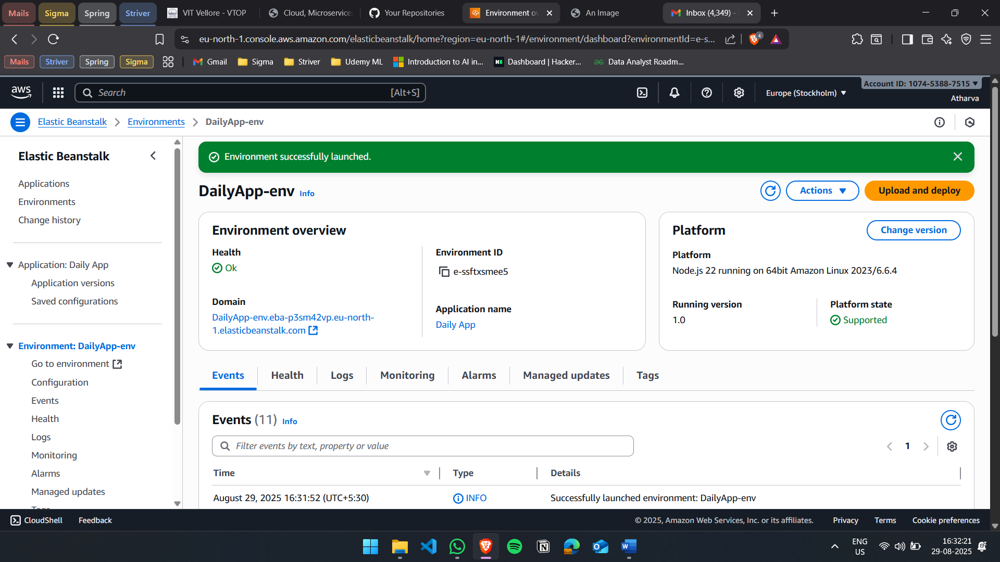 Mails
Sigma
Spring
Striver
VIT Vellore - VTOP
Cloud, Microservice
Your Repositories
Environment ov
An Image
Inbox (4,349) -
eu-north-1.console.aws.amazon.com/elasticbeanstalk/home?region=eu-north-1#/environment/dashboard?environmentId=e-s...
4
Mails
Striver
Spring
Sigma
Gmail
Sigma
Striver
Udemy ML
Introduction to AI in...
Dashboard | Hacker...
Data Analyst Roadm...
aws
Search
[Alt+S]
Europe (Stockholm)
Account ID: 1074-5388-7515
Atharva
Elastic Beanstalk
Environments
DailyApp-env
Elastic Beanstalk
Applications
Environments
Change history
Application: Daily App
Application versions
Saved configurations
Environment: DailyApp-env
Go to environment
Configuration
Events
Health
Logs
Monitoring
Alarms
Managed updates
Tags
Environment successfully launched.
DailyApp-env Info
Actions
Upload and deploy
Environment overview
Health
Ok
Domain
DailyApp-env.eba-p3sm42vp.eu-north-
1.elasticbeanstalk.com
Environment ID
e-ssftxsmee5
Application name
Daily App
Platform
Change version
Platform
Node.js 22 running on 64bit Amazon Linux 2023/6.6.4
Running version
1.0
Platform state
Supported
Events
Health
Logs
Monitoring
Alarms
Managed updates
Tags
Events (11) Info
Filter events by text, property or value
1
Time
Type
Details
August 29, 2025 16:31:52 (UTC+5:30)
INFO
Successfully launched environment: DailyApp-env
CloudShell
Feedback
© 2025, Amazon Web Services, Inc. or its affiliates.
Privacy
Terms
Cookie preferences
ENG
US
16:32:21
29-08-2025